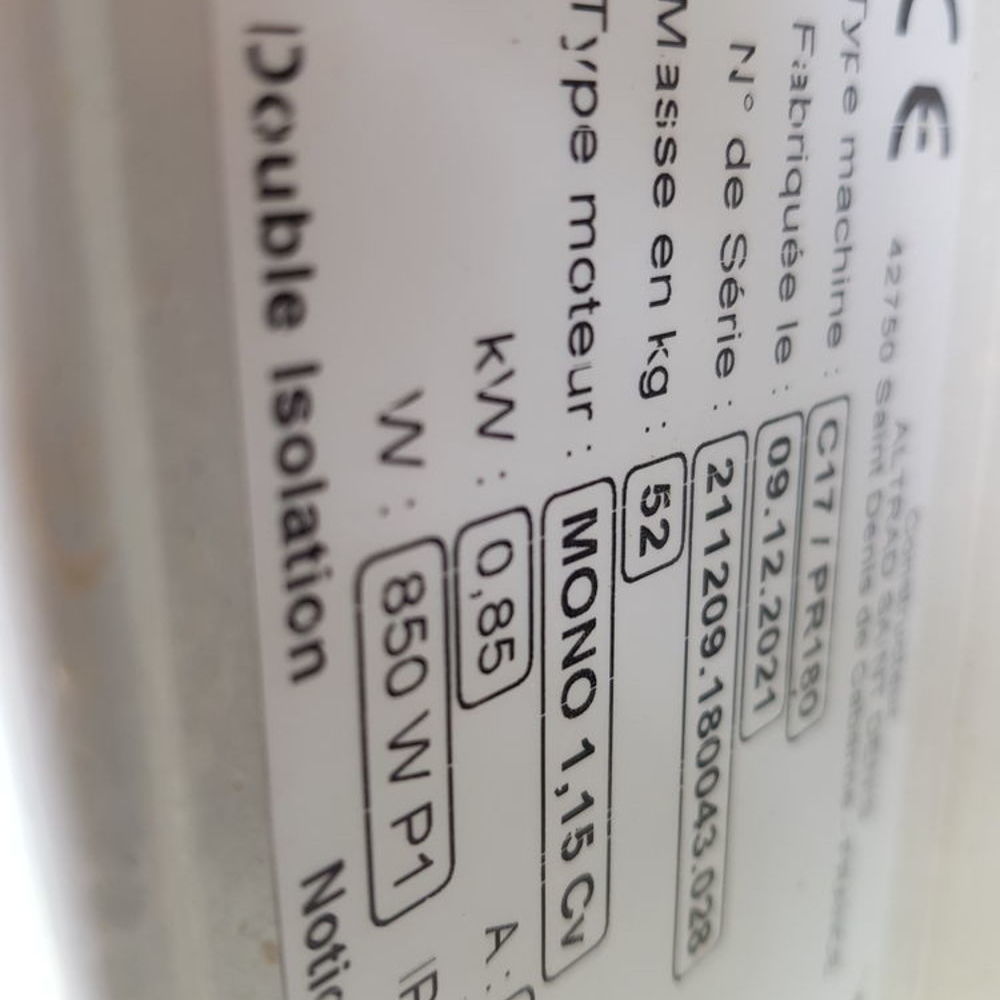 CE
ALTRAD SAINT DENIS
42750 Saint Denis de Cabanne
Type machine : C17 / PR180
Fabriquée le : 09.12.2021
N° de Série : 211209.180043.028
Masse en kg : 52
Type moteur : MONO 1,15 Cv
kW : 0,85 A :
W : 850 W P1 IP
Double Isolation